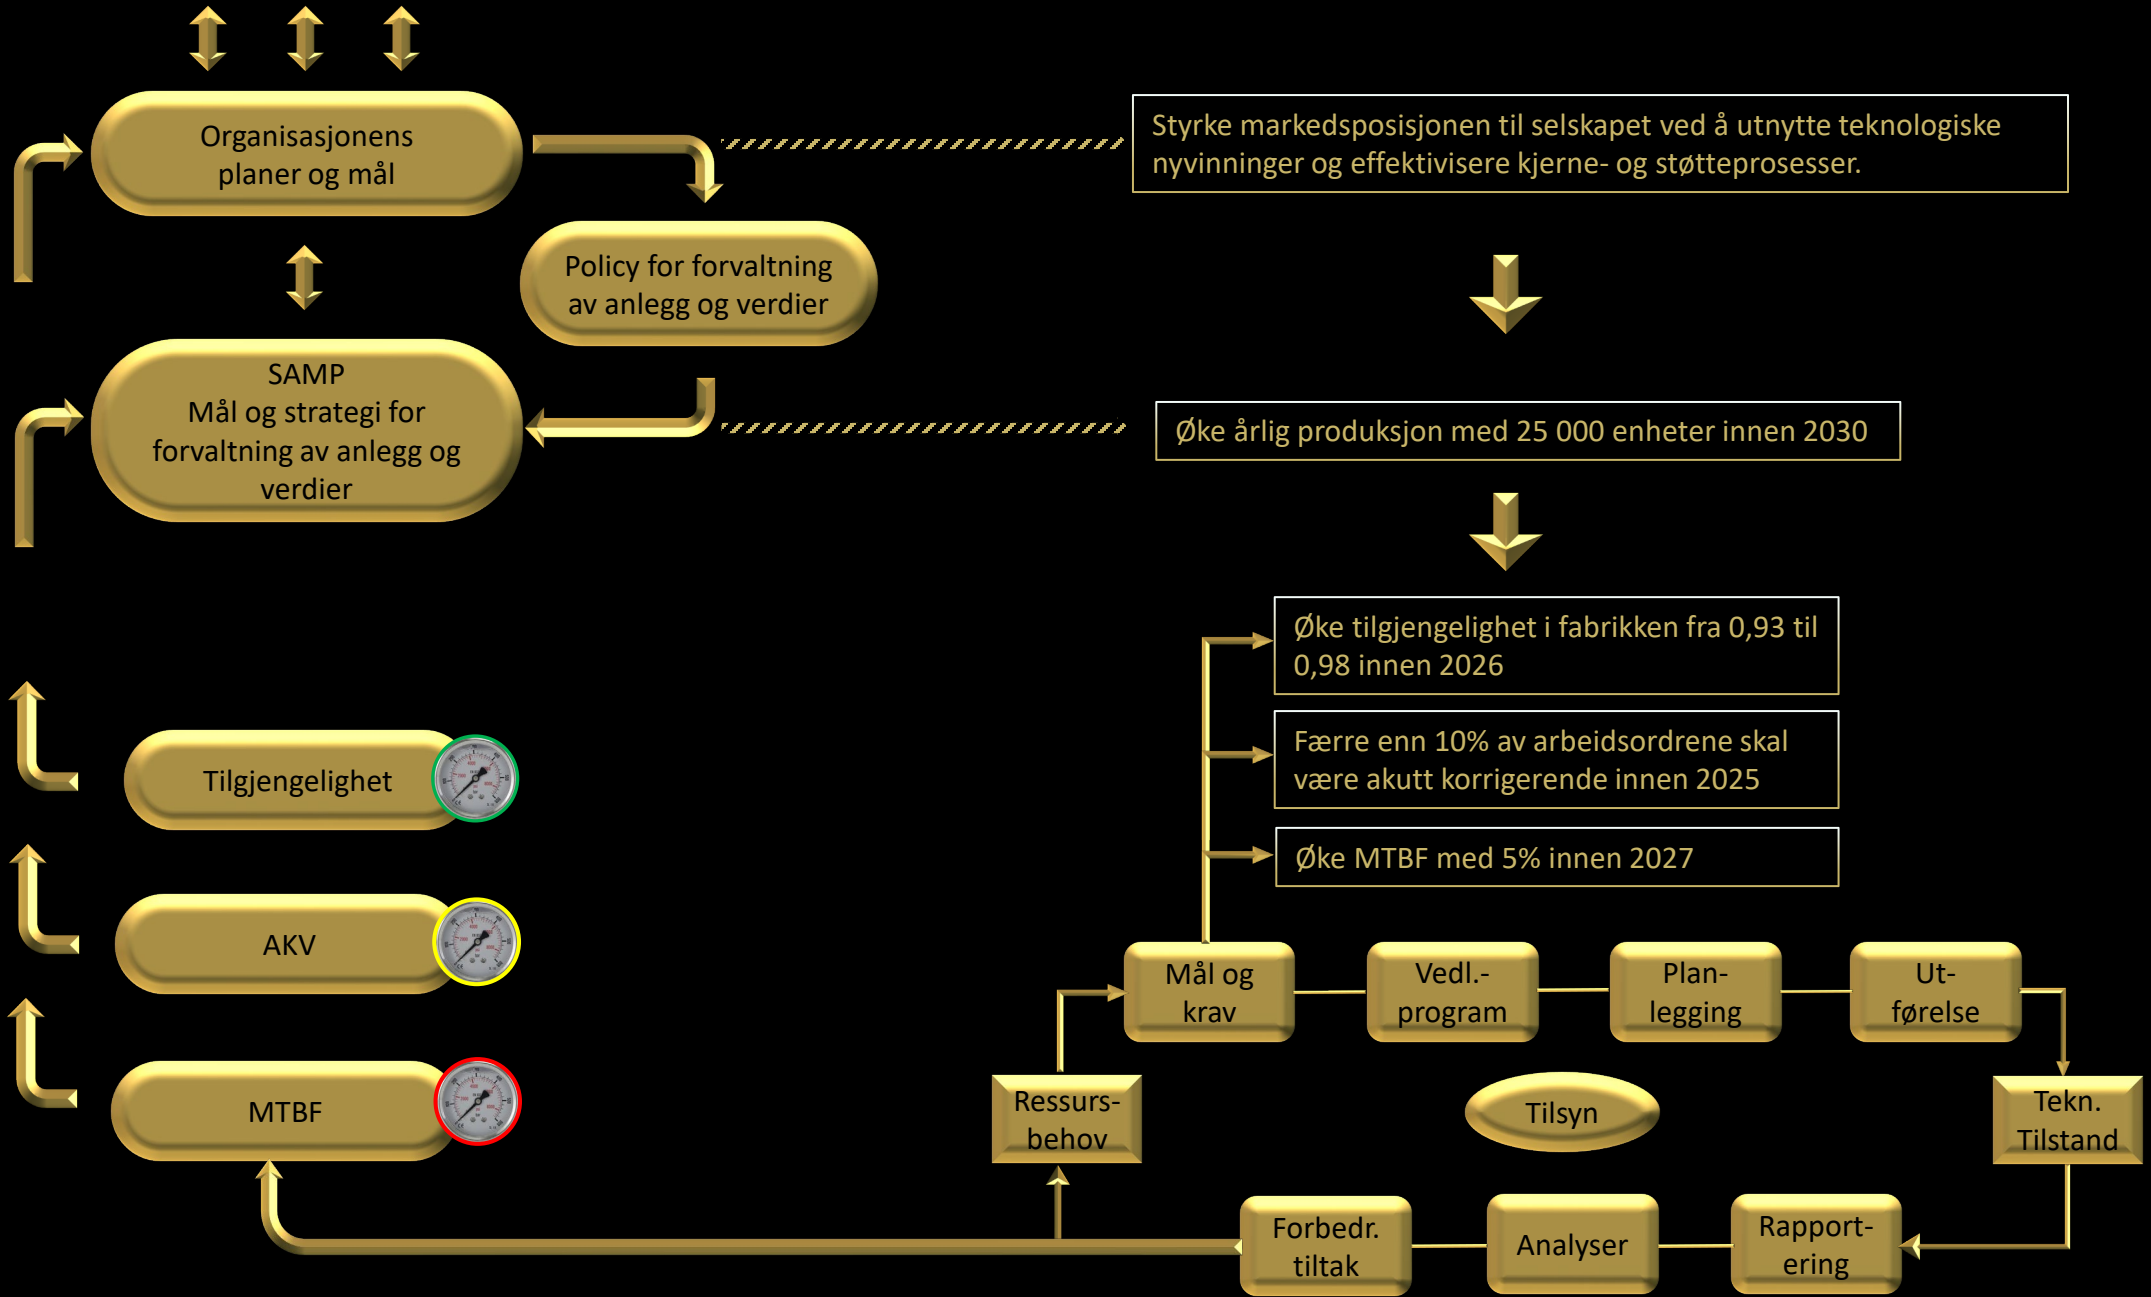 Organisasjonens
planer og mål
Styrke markedsposisjonen til selskapet ved å utnytte teknologiske
nyvinninger og effektivisere kjerne- og støtteprosesser.
Policy for forvaltning
av anlegg og verdier
SAMP
Mål og strategi for
forvaltning av anlegg og
verdier
Øke årlig produksjon med 25 000 enheter innen 2030
Øke tilgjengelighet i fabrikken fra 0,93 til
0,98 innen 2026
Færre enn 10% av arbeidsordrene skal
være akutt korrigerende innen 2025
Øke MTBF med 5% innen 2027
Tilgjengelighet
AKV
MTBF
Mål og
krav
Vedl.-
program
Plan-
legging
Ut-
førelse
Ressurs-
behov
Tilsyn
Tekn.
Tilstand
Forbedr.
tiltak
Analyser
Rapport-
ering